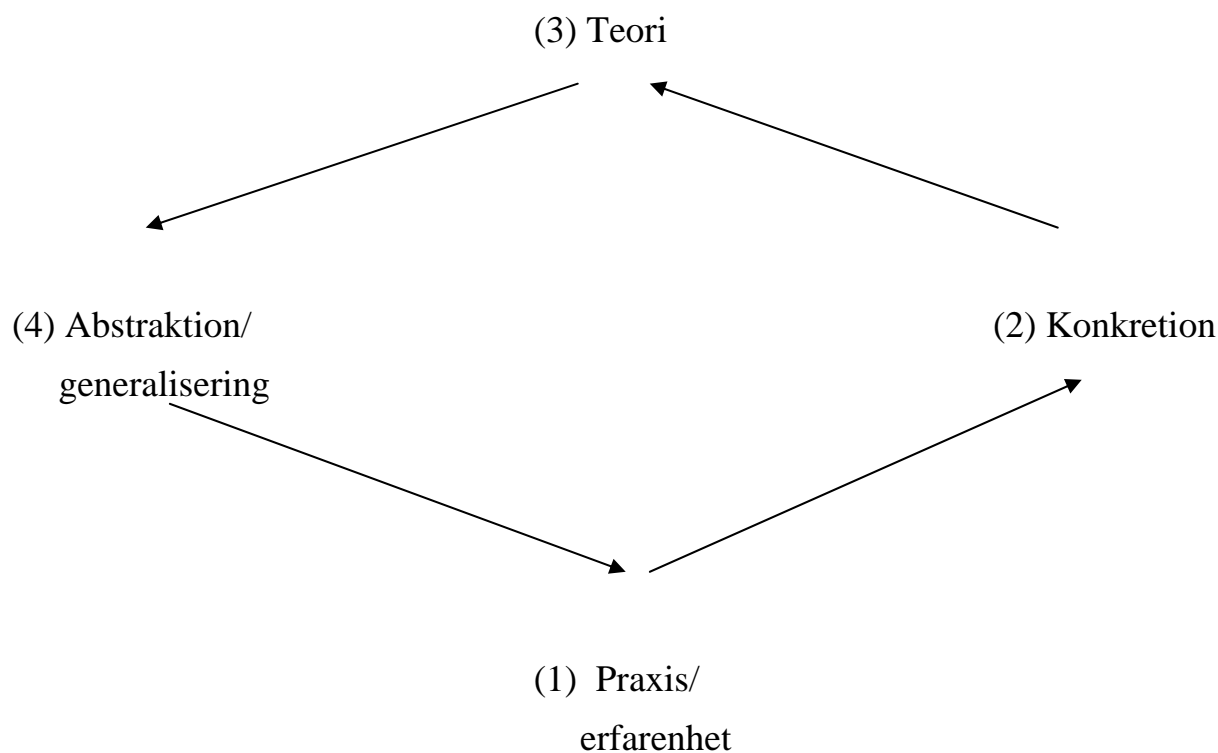 (3) Teori
(4) Abstraktion/
generalisering
(2) Konkretion
(1) Praxis/
erfarenhet